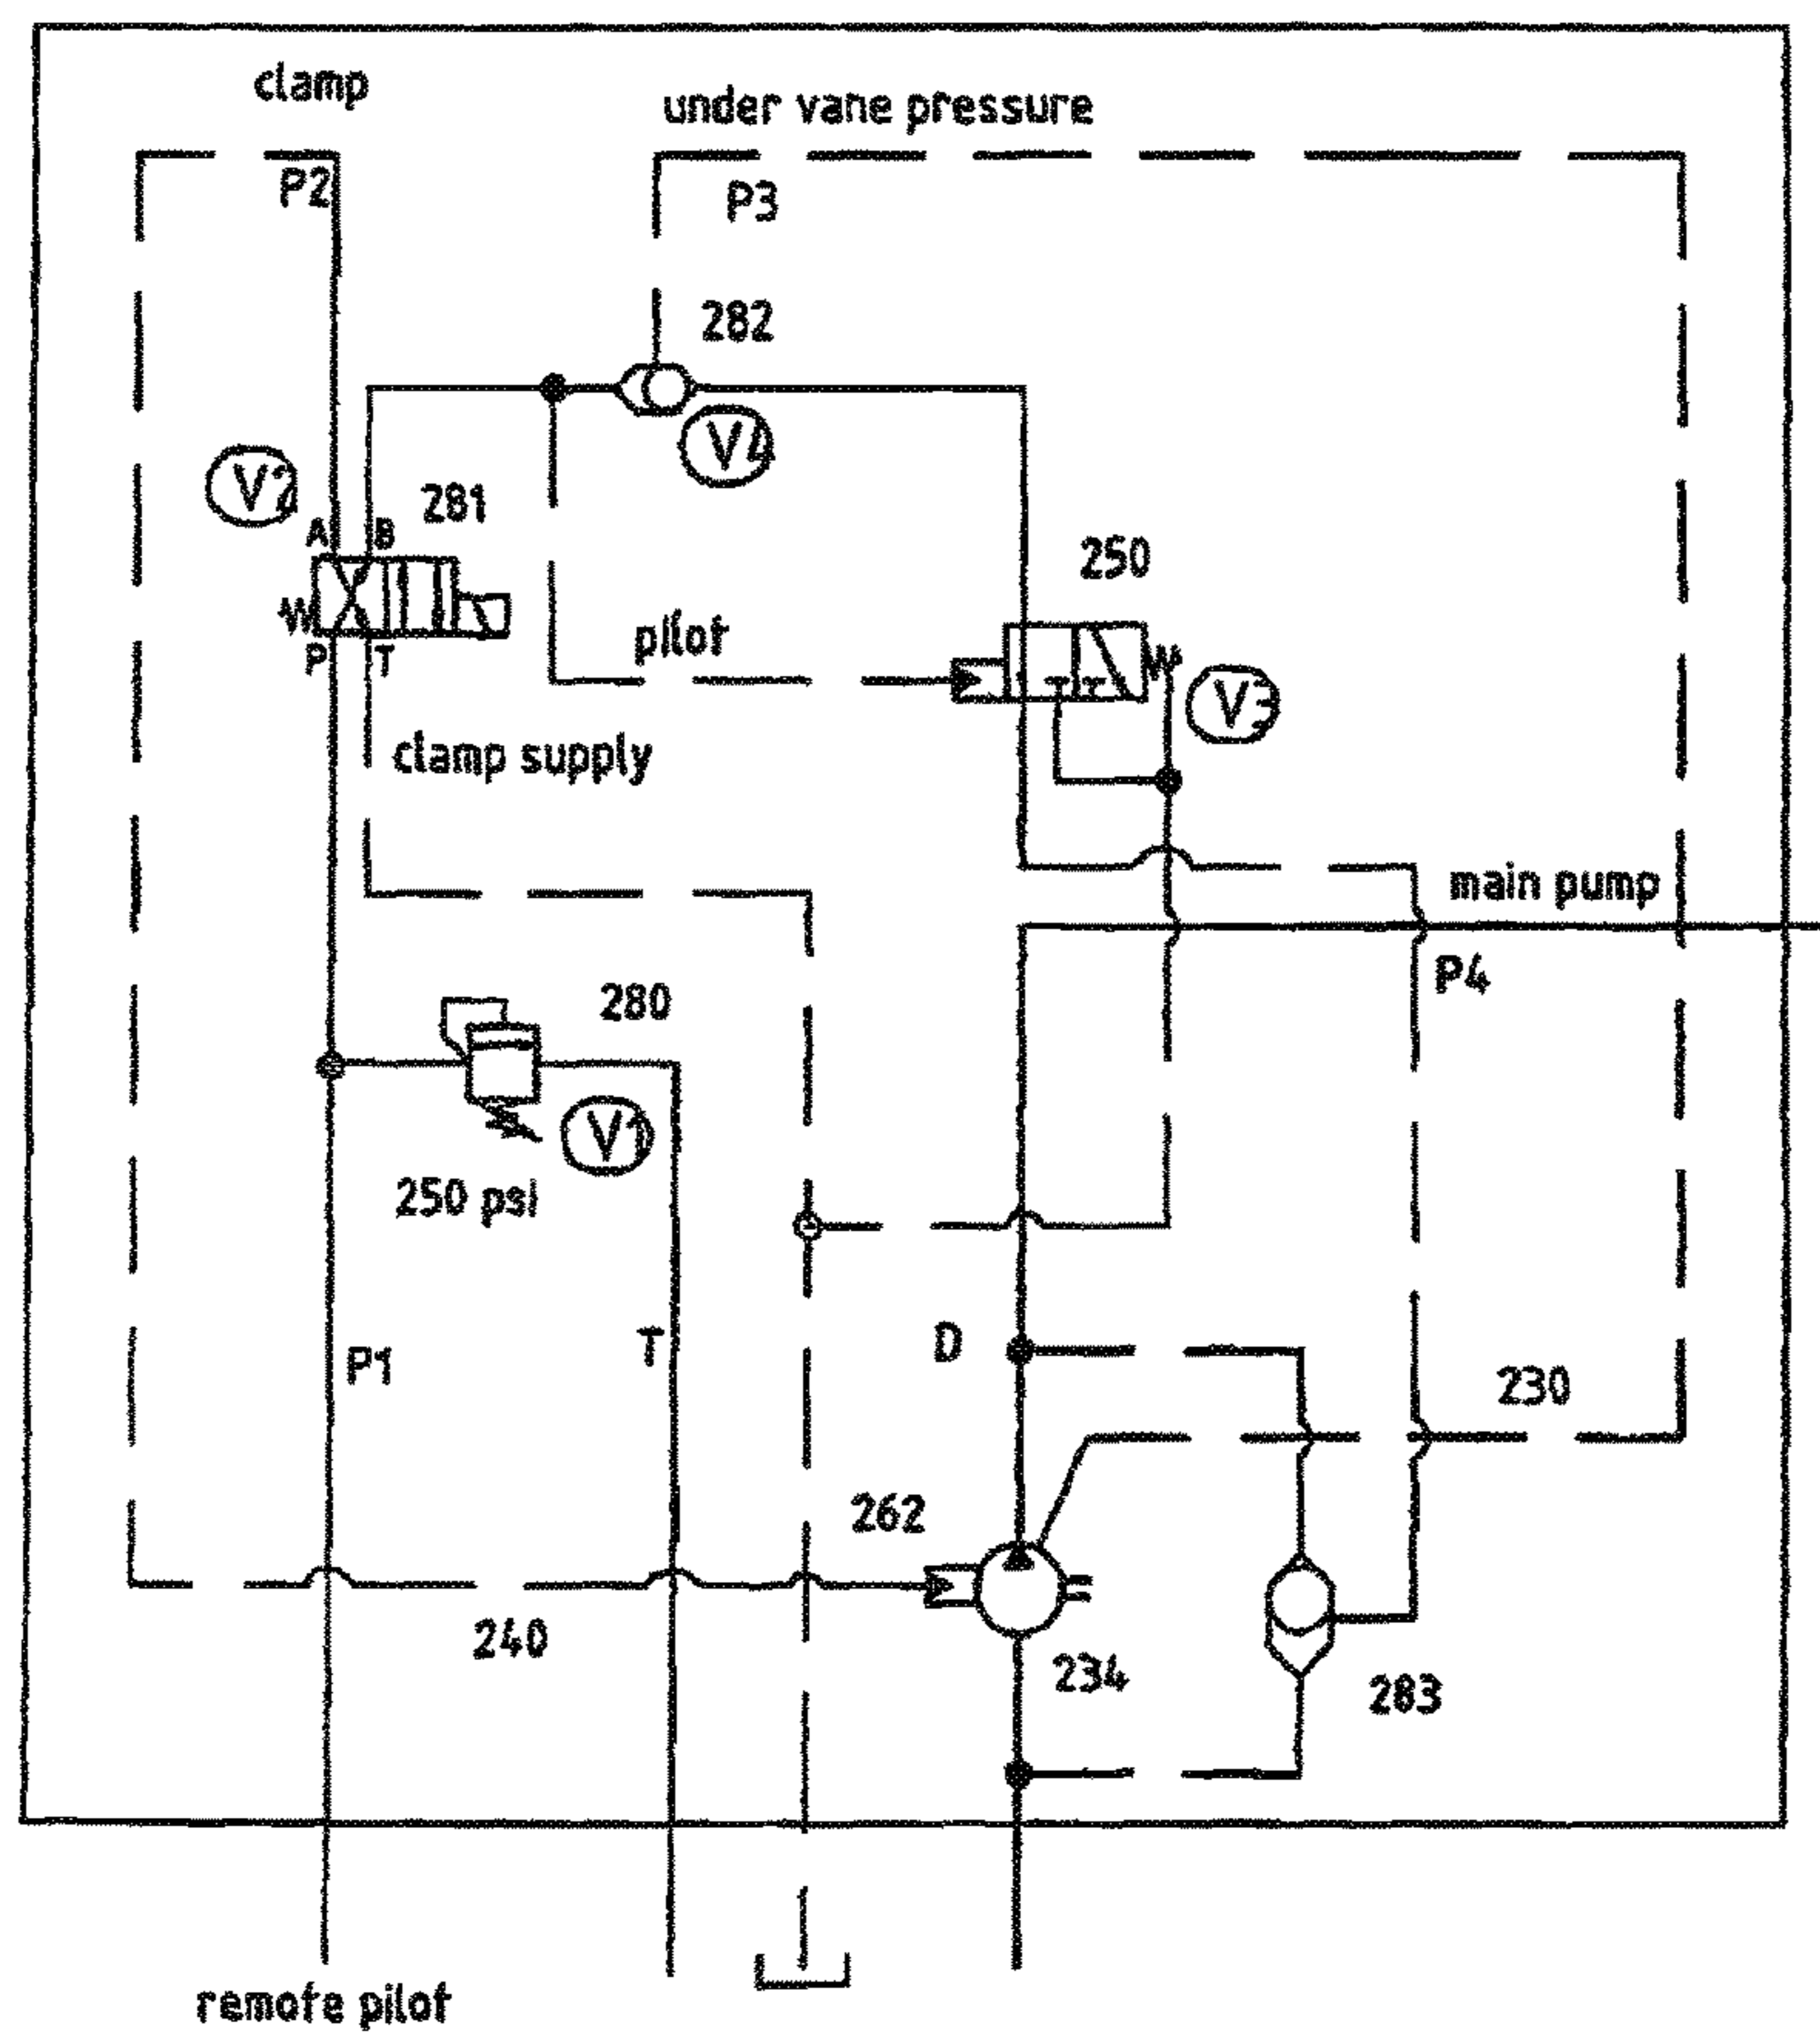 clamp
under vane pressure
P2
P3
282
V4
V2
281
A B
250
P T
pilot
V3
clamp supply
main pump
P4
280
V1
250 psi
D
T
P1
230
262
240
234
283
remote pilot